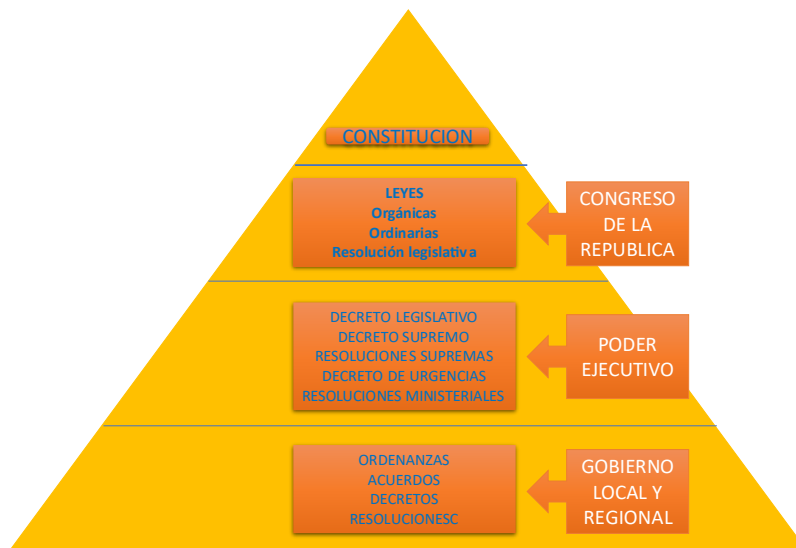 CONSTITUCION
LEYES
Orgánicas
Ordinarias
Resolución legislativa
CONGRESO
DE LA
REPUBLICA
DECRETO LEGISLATIVO
DECRETO SUPREMO
RESOLUCIONES SUPREMAS
DECRETO DE URGENCIAS
RESOLUCIONES MINISTERIALES
PODER
EJECUTIVO
ORDENANZAS
ACUERDOS
DECRETOS
RESOLUCIONESC
GOBIERNO
LOCAL Y
REGIONAL